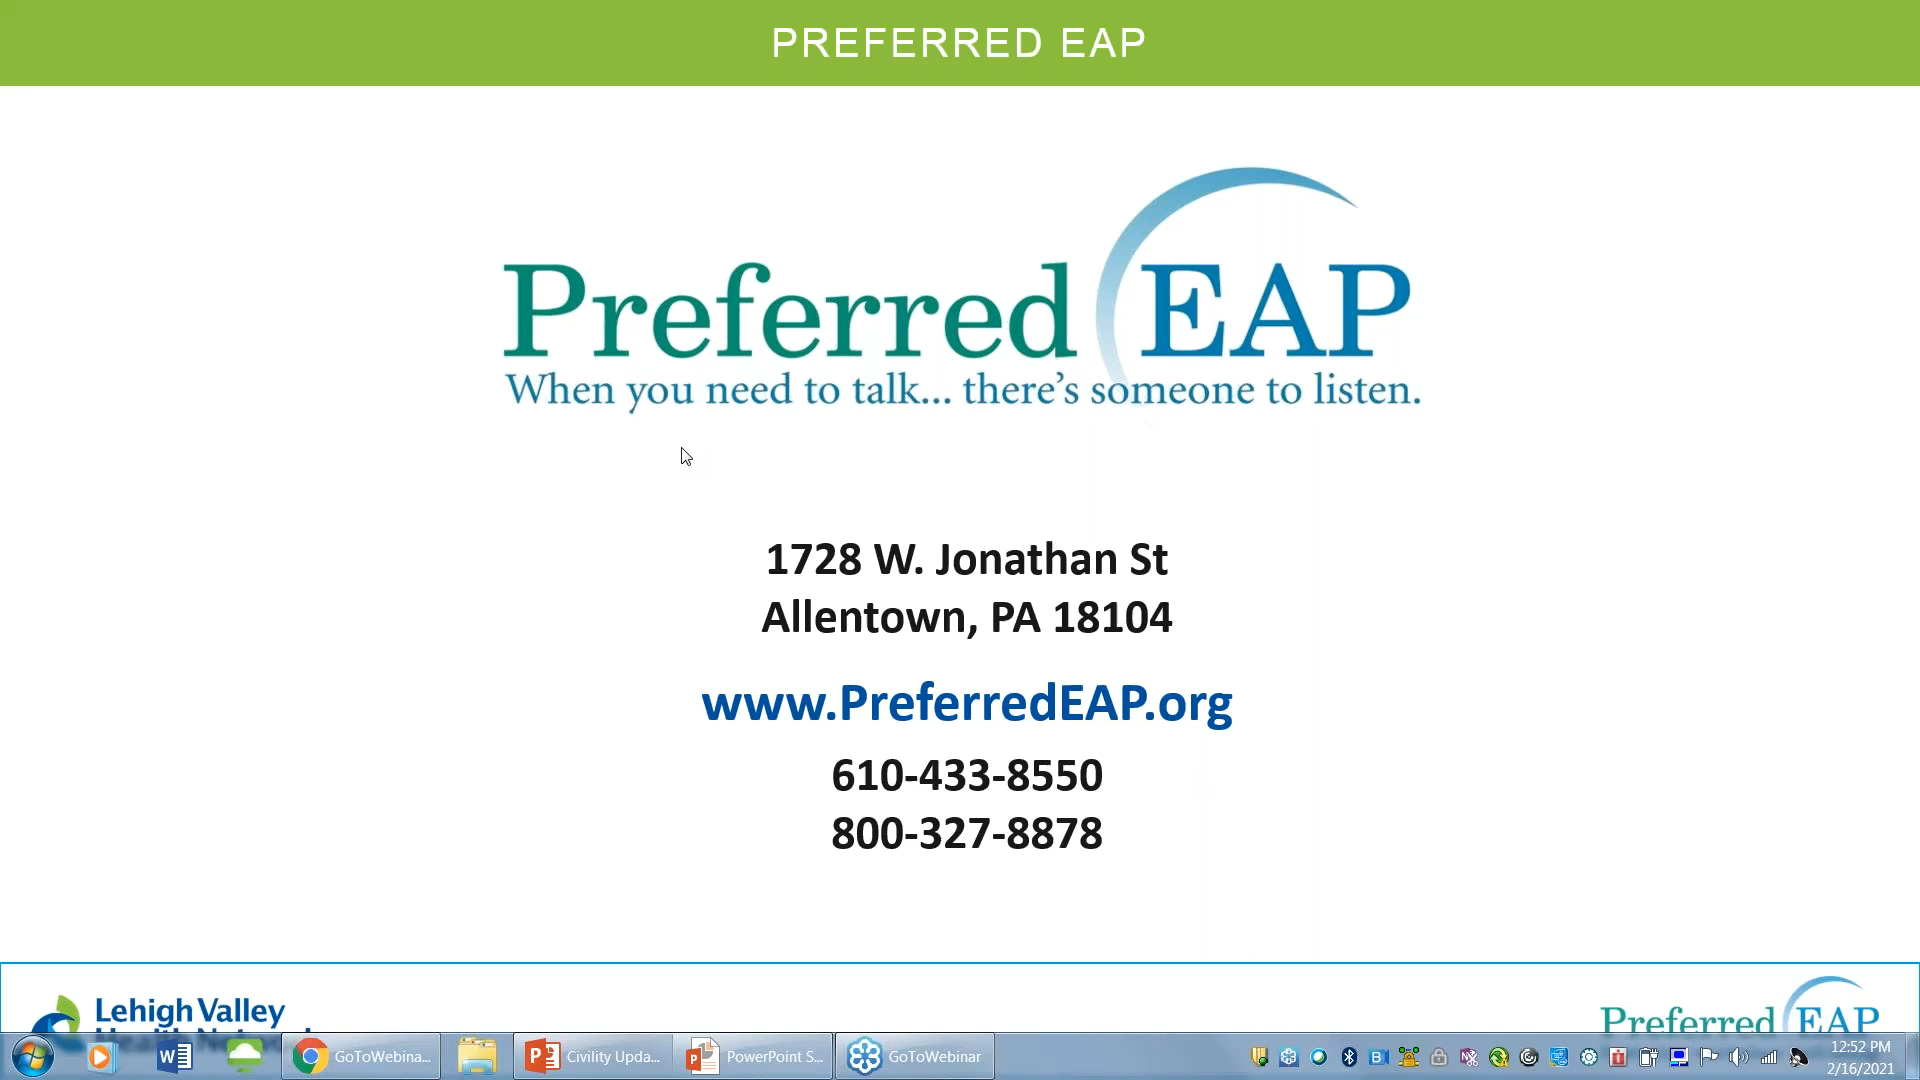 PREFERRED EAP
Preferred EAP
When you need to talk... there's someone to listen.
1728 W. Jonathan St
Allentown, PA 18104
www.PreferredEAP.org
610-433-8550
800-327-8878
Lehigh Valley
Health Network
Preferred EAP
GoToWebina...
Civility Upda...
PowerPoint S...
GoToWebinar
12:52 PM
2/16/2021